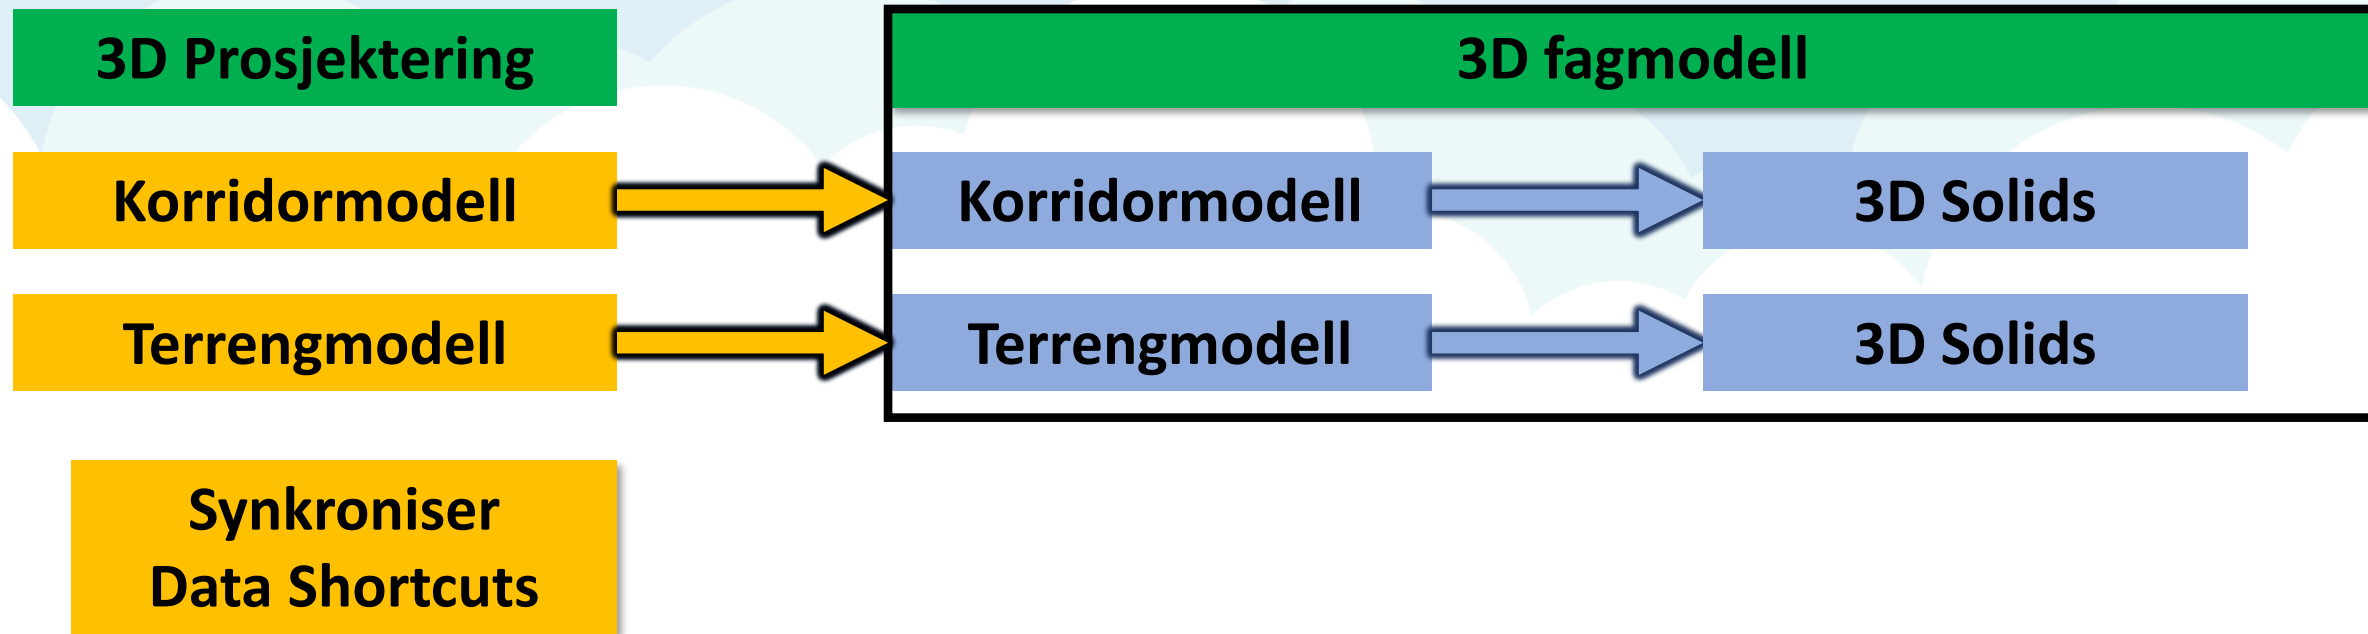 3D Prosjektering
3D fagmodell
Korridormodell
Korridormodell
3D Solids
Terrengmodell
Terrengmodell
3D Solids
Synkroniser
Data Shortcuts